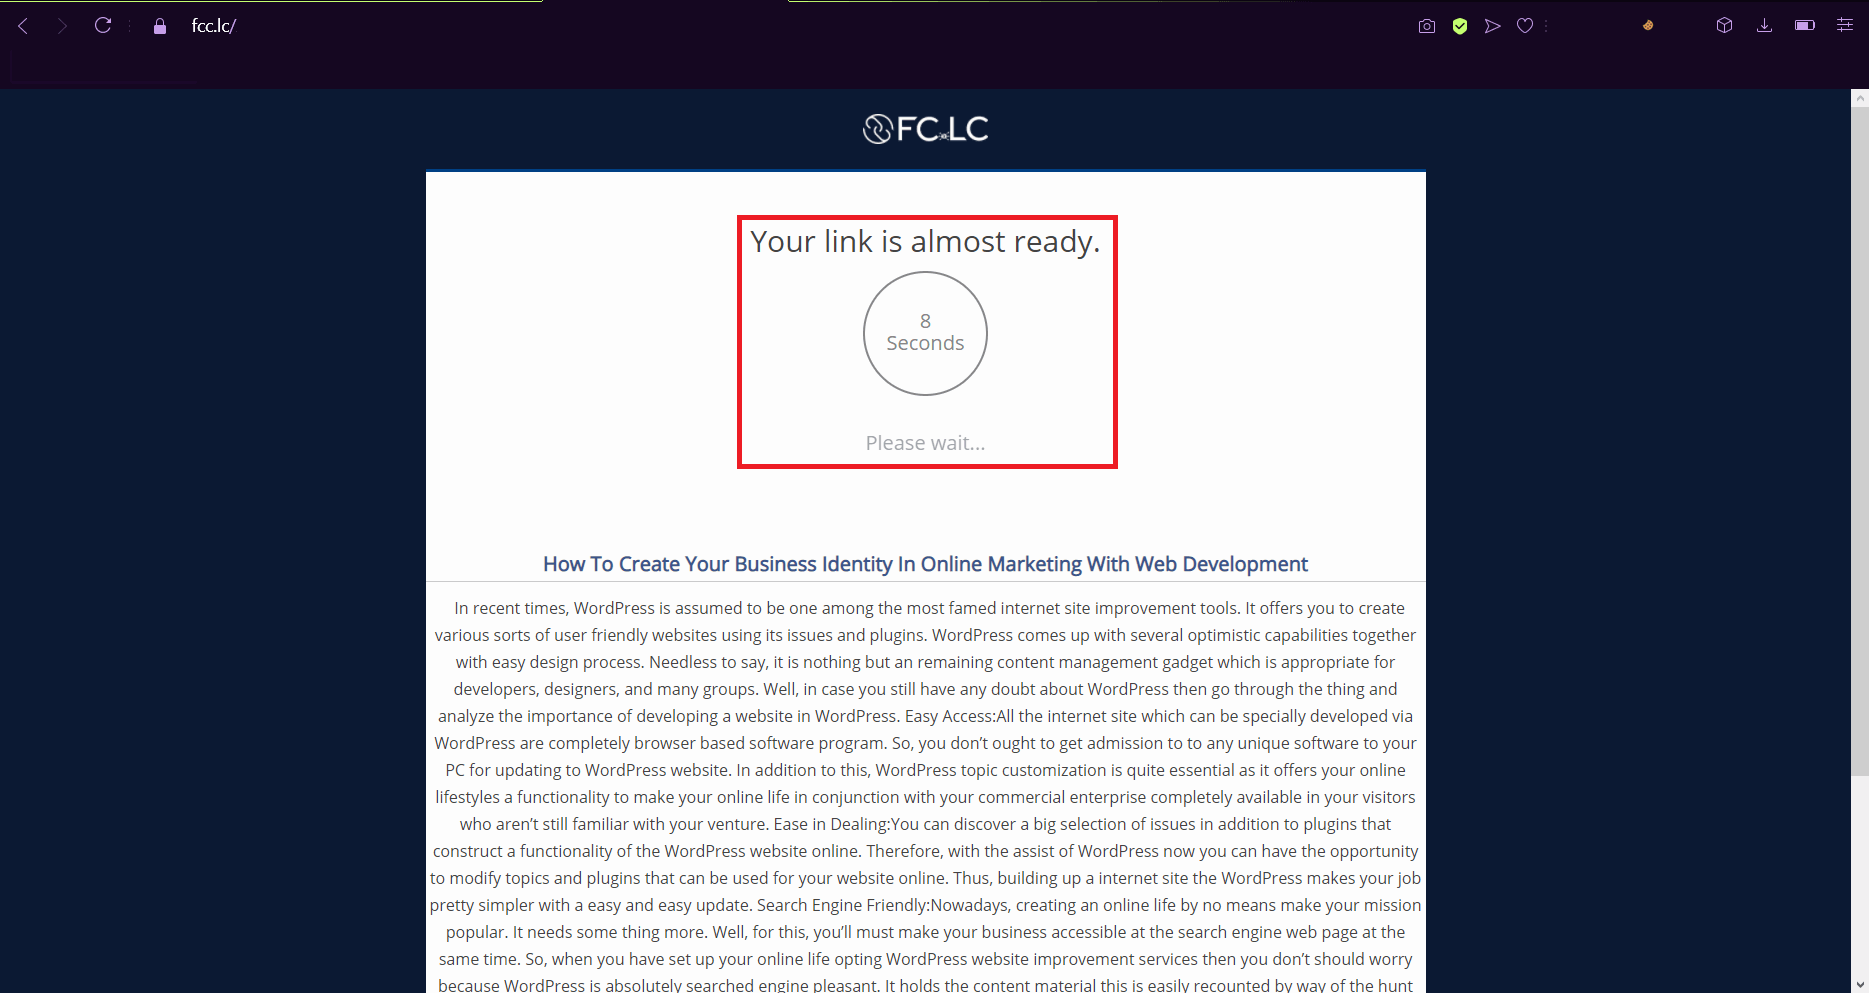 fcc.lc/
FC.LC
Your link is almost ready.
8
Seconds
Please wait...
How To Create Your Business Identity In Online Marketing With Web Development
In recent times, WordPress is assumed to be one among the most famed internet site improvement tools. It offers you to create
various sorts of user friendly websites using its issues and plugins. WordPress comes up with several optimistic capabilities together
with easy design process. Needless to say, it is nothing but an remaining content management gadget which is appropriate for
developers, designers, and many groups. Well, in case you still have any doubt about WordPress then go through the thing and
analyze the importance of developing a website in WordPress. Easy Access:All the internet site which can be specially developed via
WordPress are completely browser based software program. So, you don’t ought to get admission to to any unique software to your
PC for updating to WordPress website. In addition to this, WordPress topic customization is quite essential as it offers your online
lifestyles a functionality to make your online life in conjunction with your commercial enterprise completely available in your visitors
who aren’t still familiar with your venture. Ease in Dealing:You can discover a big selection of issues in addition to plugins that
construct a functionality of the WordPress website online. Therefore, with the assist of WordPress now you can have the opportunity
to modify topics and plugins that can be used for your website online. Thus, building up a internet site the WordPress makes your job
pretty simpler with a easy and easy update. Search Engine Friendly:Nowadays, creating an online life by no means make your mission
popular. It needs some thing more. Well, for this, you’ll must make your business accessible at the search engine web page at the
same time. So, when you have set up your online life opting WordPress website improvement services then you don’t should worry
because WordPress is absolutely searched engine pleasant. It holds the content material this is easily recounted by way of the hunt